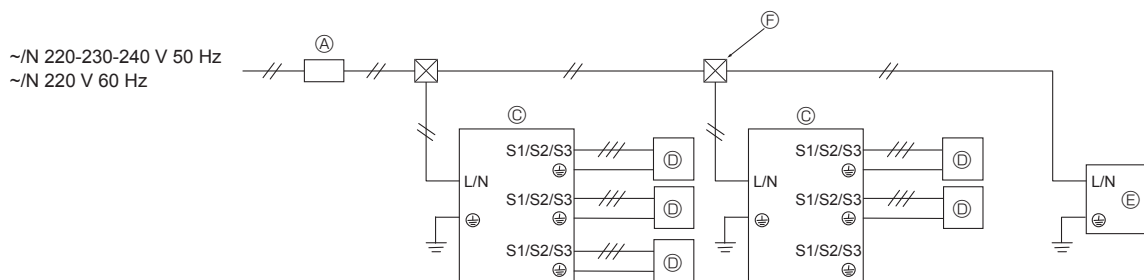 ~/N 220-230-240 V 50 Hz
~/N 220 V 60 Hz
Ⓐ
Ⓕ
Ⓒ
Ⓒ
L/N
S1/S2/S3
S1/S2/S3
S1/S2/S3
Ⓓ
Ⓓ
Ⓓ
L/N
S1/S2/S3
S1/S2/S3
S1/S2/S3
Ⓓ
Ⓓ
L/N
Ⓔ